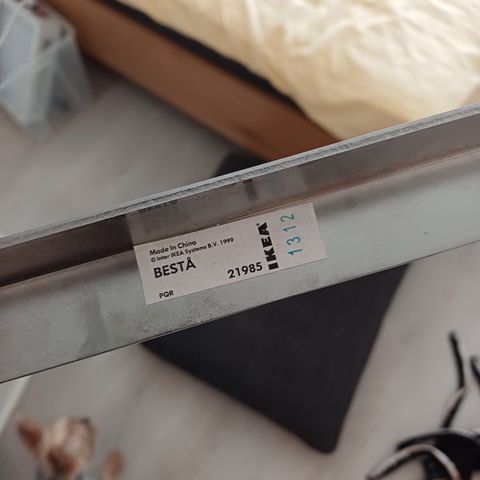 Made in China
© Inter IKEA Systems B.V. 1999
BESTÅ
21985
PQR
IKEA
1312